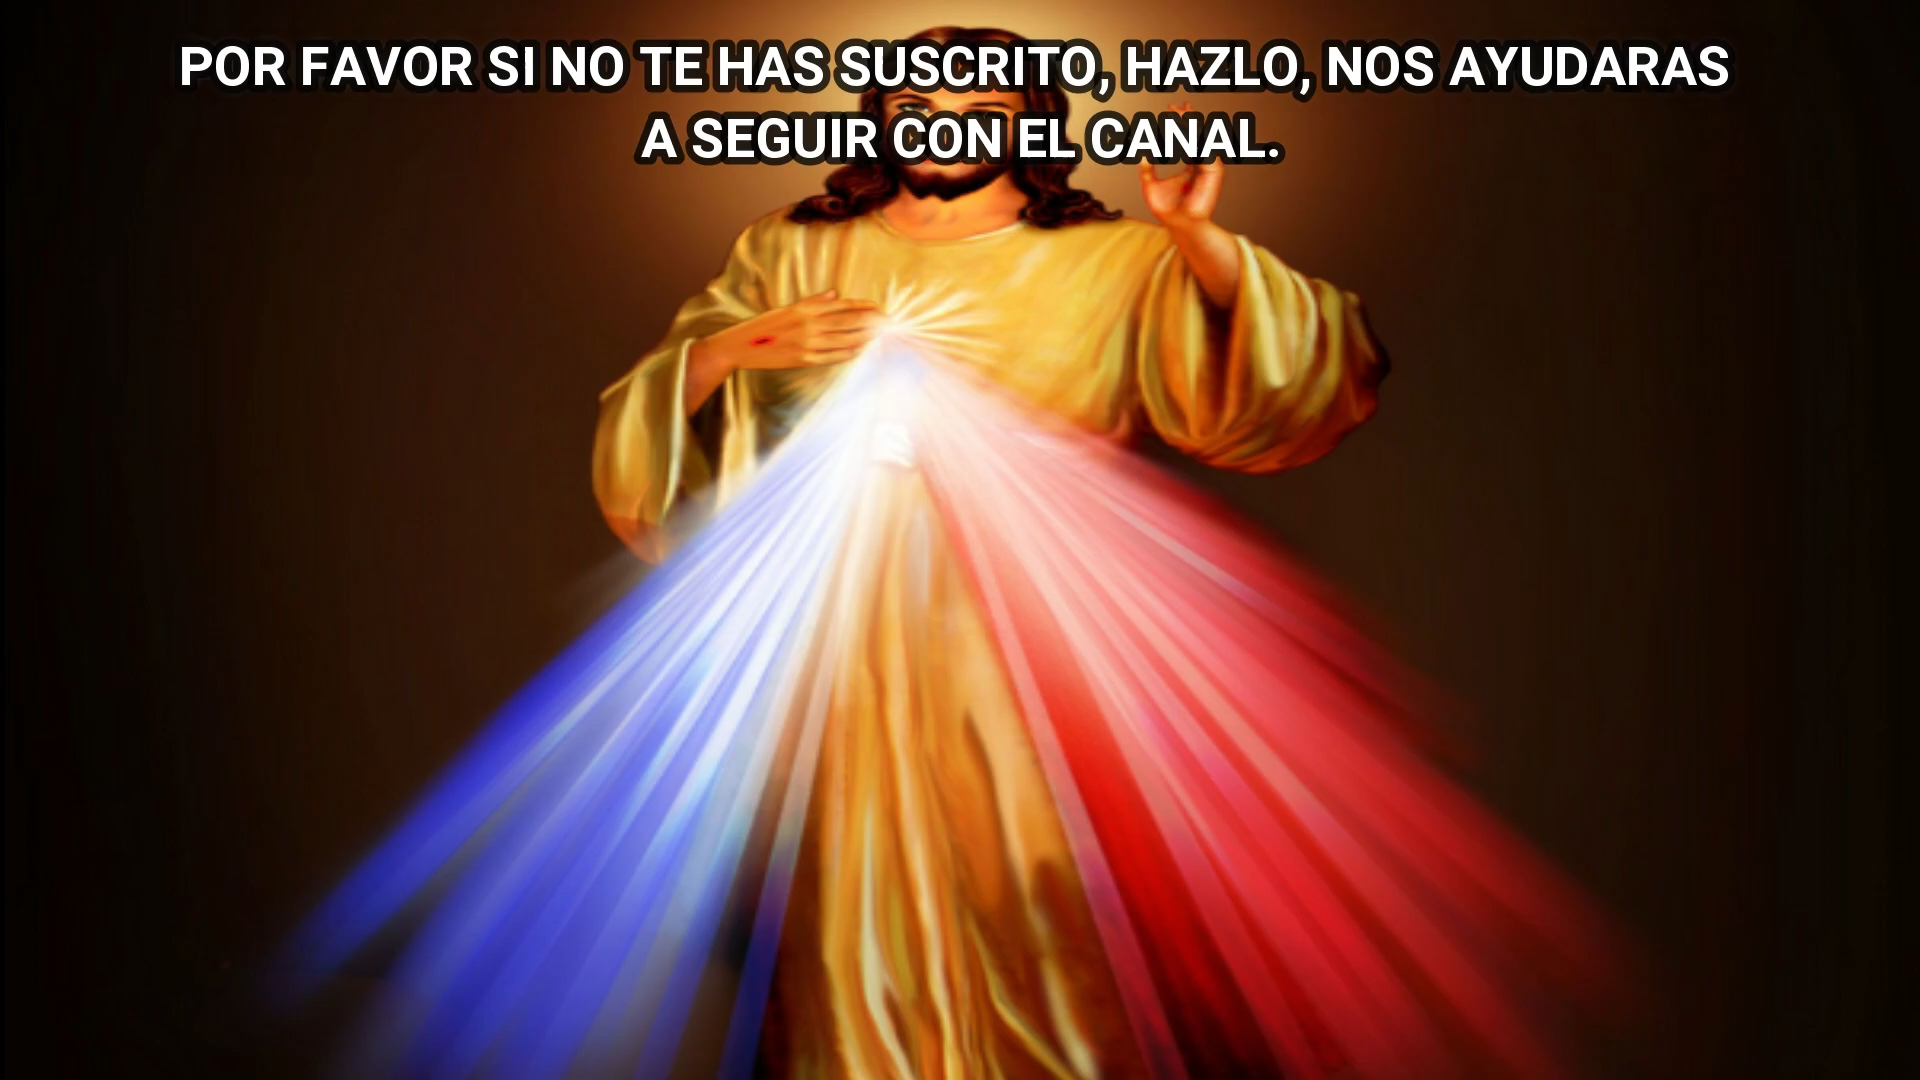 POR FAVOR SI NO TE HAS SUSCRITO, HAZLO, NOS AYUDARAS
A SEGUIR CON EL CANAL.